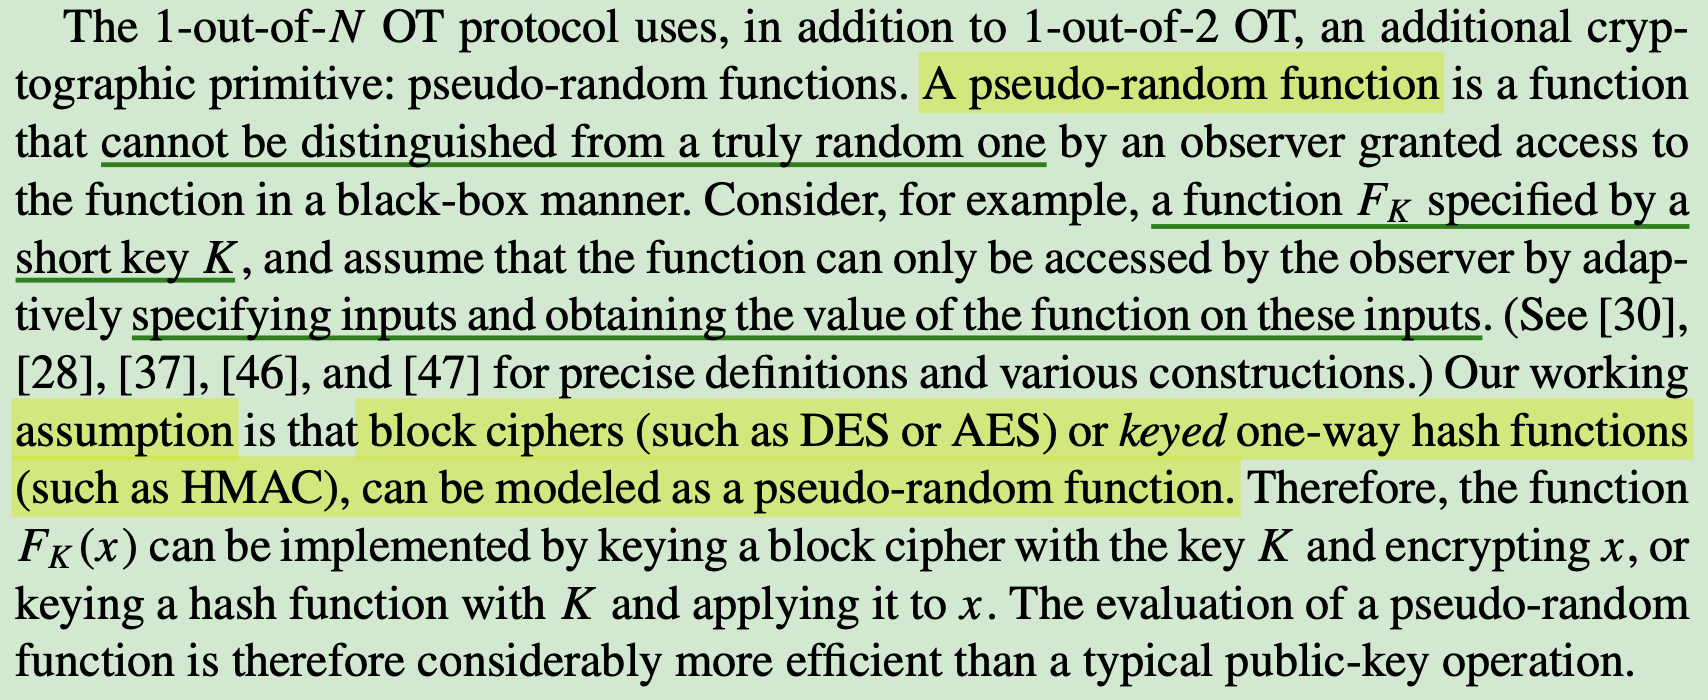 The 1-out-of-N OT protocol uses, in addition to 1-out-of-2 OT, an additional cryp-
tographic primitive: pseudo-random functions. A pseudo-random function is a function
that cannot be distinguished from a truly random one by an observer granted access to
the function in a black-box manner. Consider, for example, a function F_K specified by a
short key K, and assume that the function can only be accessed by the observer by adap-
tively specifying inputs and obtaining the value of the function on these inputs. (See [30],
[28], [37], [46], and [47] for precise definitions and various constructions.) Our working
assumption is that block ciphers (such as DES or AES) or keyed one-way hash functions
(such as HMAC), can be modeled as a pseudo-random function. Therefore, the function
F_K(x) can be implemented by keying a block cipher with the key K and encrypting x, or
keying a hash function with K and applying it to x. The evaluation of a pseudo-random
function is therefore considerably more efficient than a typical public-key operation.